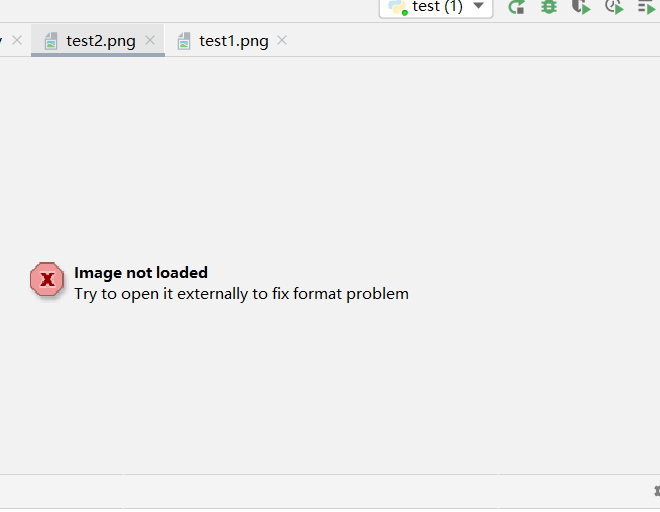 test (1)
test2.png
test1.png
Image not loaded
Try to open it externally to fix format problem